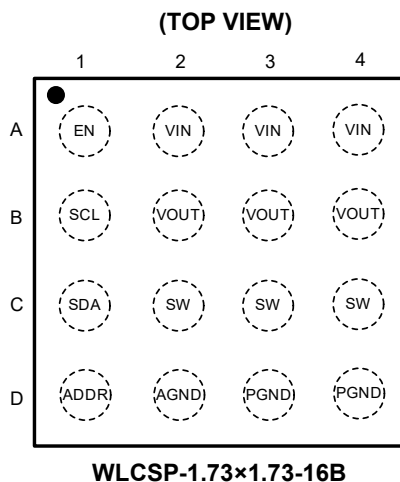 (TOP VIEW)
1 2 3 4
A EN VIN VIN VIN
B SCL VOUT VOUT VOUT
C SDA SW SW SW
D ADDR AGND PGND PGND
WLCSP-1.73×1.73-16B